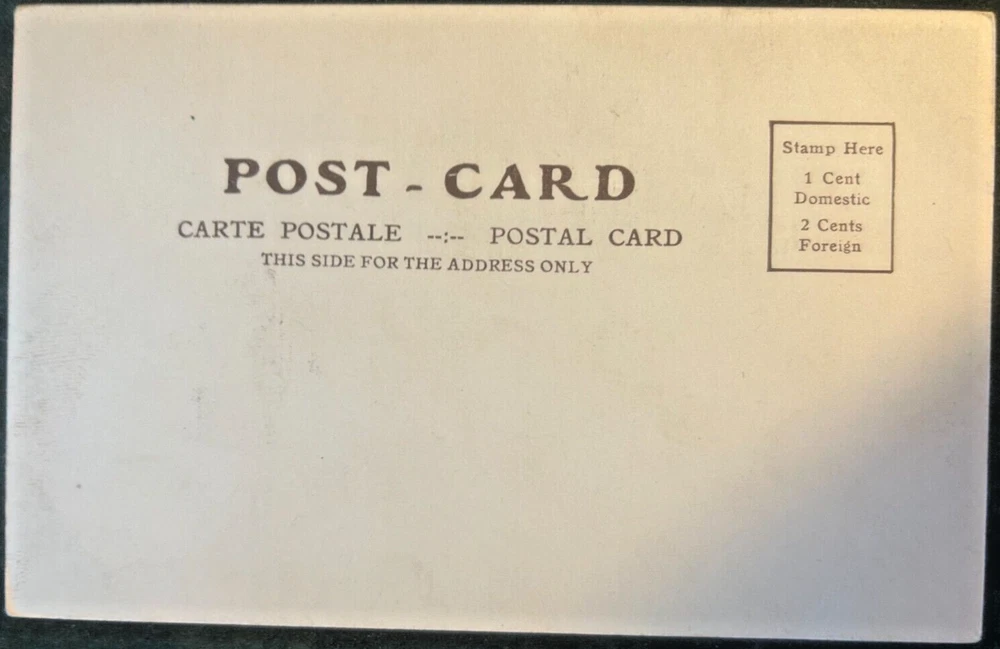 POST - CARD
CARTE POSTALE --:-- POSTAL CARD
THIS SIDE FOR THE ADDRESS ONLY
Stamp Here
1 Cent
Domestic
2 Cents
Foreign